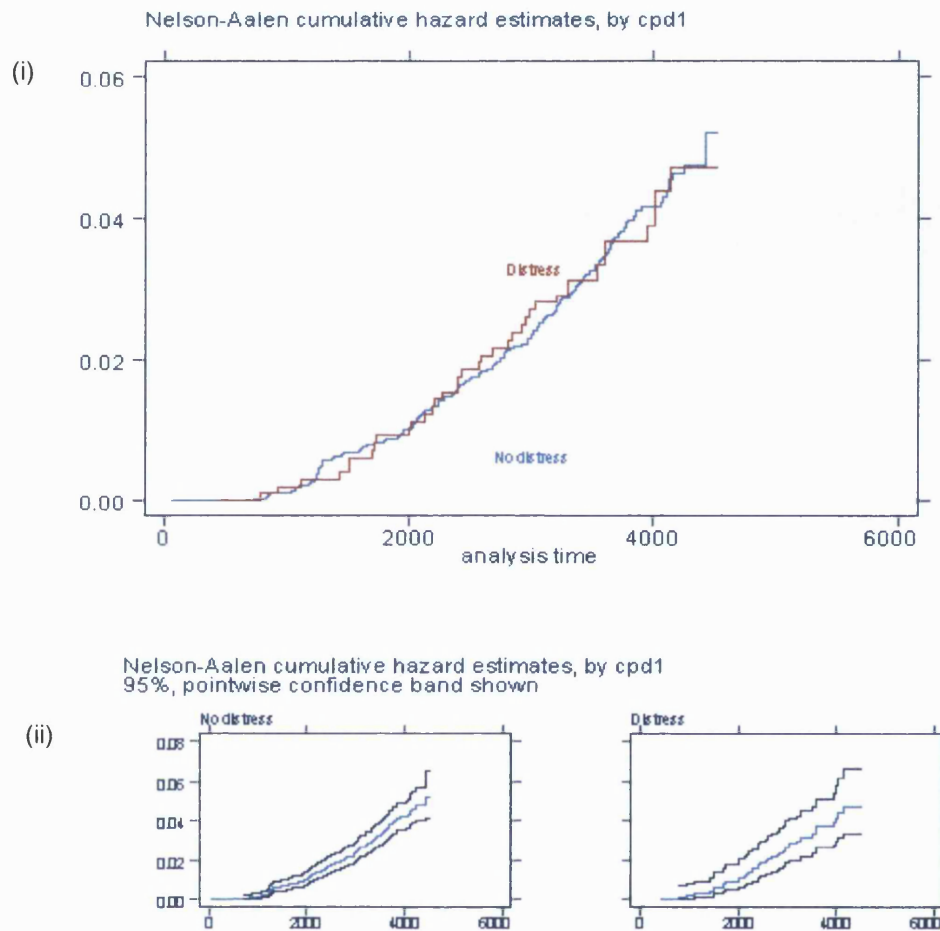 Nelson-Aalen cumulative hazard estimates, by cpd1
(i)
0.06
0.04
0.02
0.00
Distress
No distress
0 2000 4000 6000
analysis time
Nelson-Aalen cumulative hazard estimates, by cpd1
95%, pointwise confidence band shown
(ii)
No distress
Distress
0.08
0.06
0.04
0.02
0.00
0 2000 4000 6000
0 2000 4000 6000